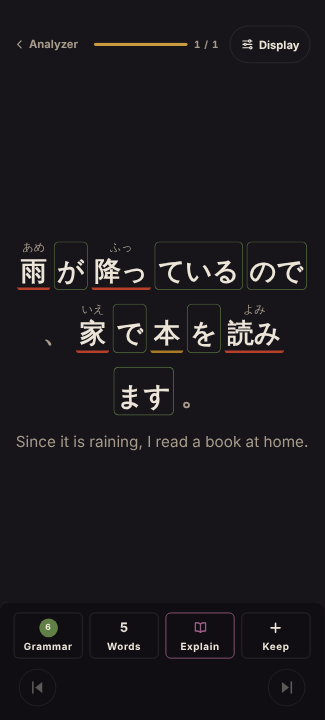 Analyzer
1 / 1
Display
あめ ふっ
雨が降っているので
いえ よみ
、家で本を読み
ます。
Since it is raining, I read a book at home.
6 5
Grammar Words Explain Keep